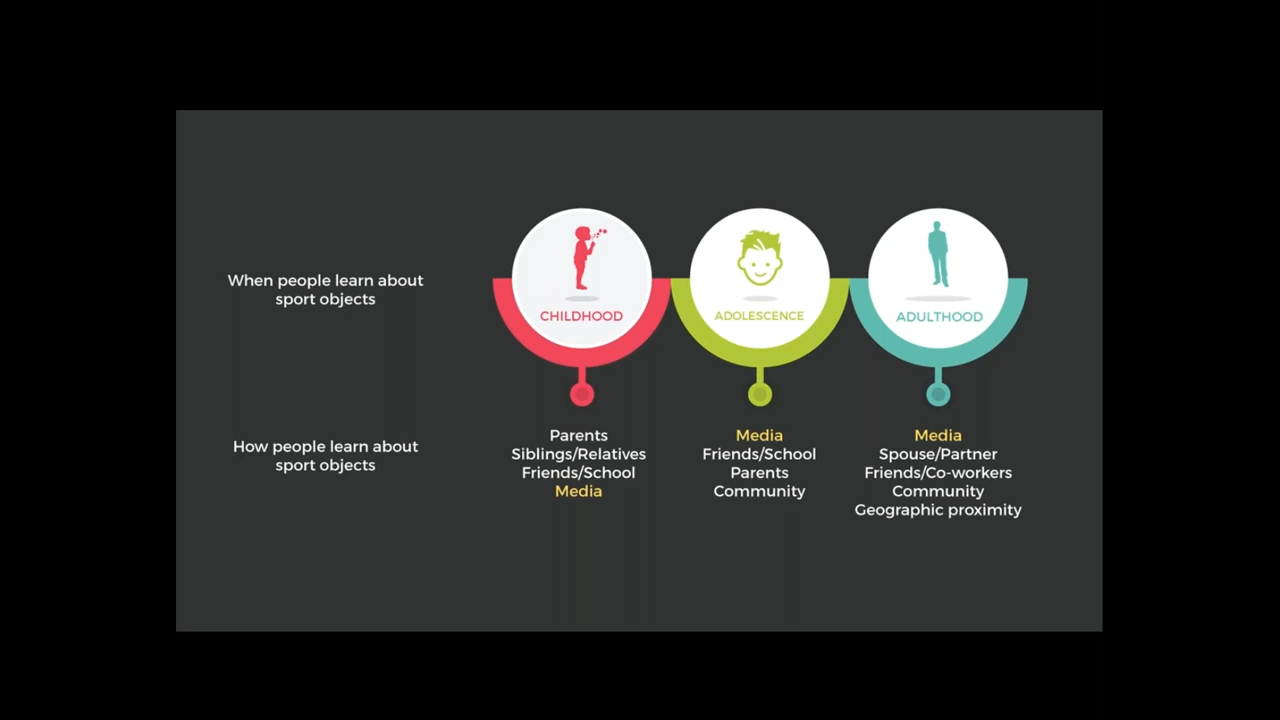 When people learn about
sport objects
CHILDHOOD
ADOLESCENCE
ADULTHOOD
How people learn about
sport objects
Parents
Siblings/Relatives
Friends/School
Media
Media
Friends/School
Parents
Community
Media
Spouse/Partner
Friends/Co-workers
Community
Geographic proximity